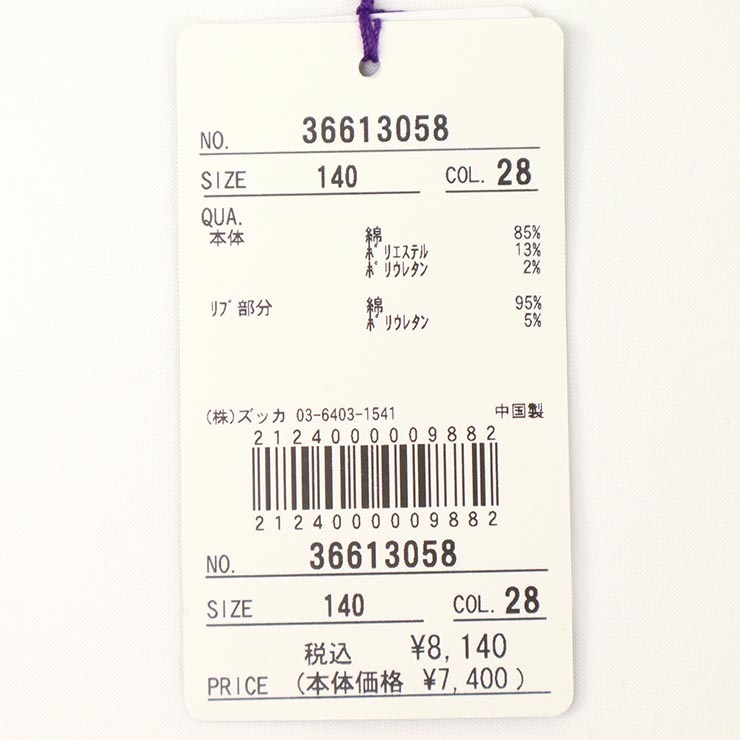 NO. 36613058
SIZE 140 COL. 28
QUA.
本体 綿 85%
ﾎﾟリエステル 13%
ﾎﾟリウレタン 2%
ﾘﾌﾞ部分 綿 95%
ﾎﾟリウレタン 5%
(株)ズッカ 03-6403-1541 中国製
2124000009882
2124000009882
NO. 36613058
SIZE 140 COL. 28
税込 ¥8,140
PRICE (本体価格 ¥7,400)